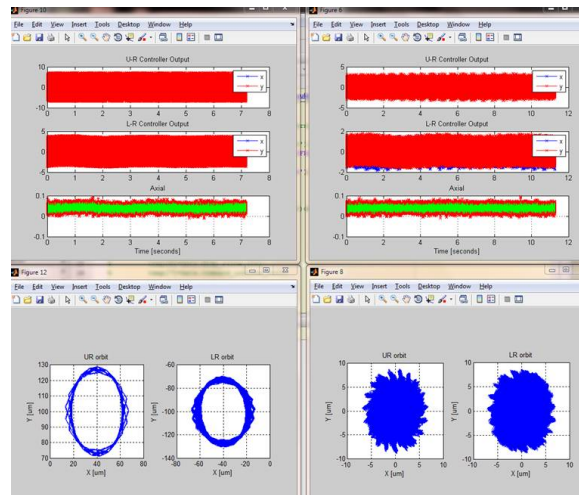 Figure 10
File Edit View Insert Tools Desktop Window Help
U-R Controller Output
10
0
-10
0 1 2 3 4 5 6 7 8
x
y
L-R Controller Output
5
0
-5
0 1 2 3 4 5 6 7 8
x
y
Axial
0.1
0
-0.1
0 1 2 3 4 5 6 7 8
Time [seconds]
File Edit View Insert Tools Desktop Window Help
U-R Controller Output
5
0
-5
0 2 4 6 8 10 12
x
y
L-R Controller Output
2
0
-2
0 2 4 6 8 10 12
x
y
Axial
0.1
0
-0.1
0 2 4 6 8 10 12
Time [seconds]
Figure 12
File Edit View Insert Tools Desktop Window Help
UR orbit
130
120
110
100
90
80
70
0 20 40 60 80
X [um]
Y [um]
LR orbit
-60
-80
-100
-120
-140
-80 -60 -40 -20 0
X [um]
Y [um]
Figure 8
File Edit View Insert Tools Desktop Window Help
UR orbit
10
5
0
-5
-10
-10 -5 0 5 10
X [um]
Y [um]
LR orbit
10
5
0
-5
-10
-10 -5 0 5 10
X [um]
Y [um]